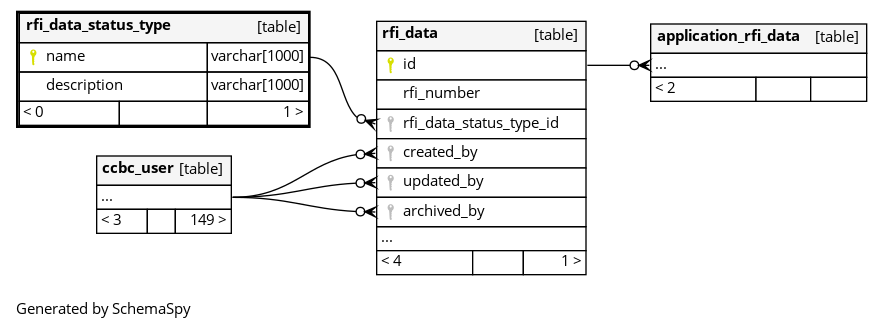 rfi_data_status_type [table]
name varchar[1000]
description varchar[1000]
< 0 1 >
ccbc_user [table]
...
< 3 149 >
rfi_data [table]
id
rfi_number
rfi_data_status_type_id
created_by
updated_by
archived_by
...
< 4 1 >
application_rfi_data [table]
...
< 2
Generated by SchemaSpy